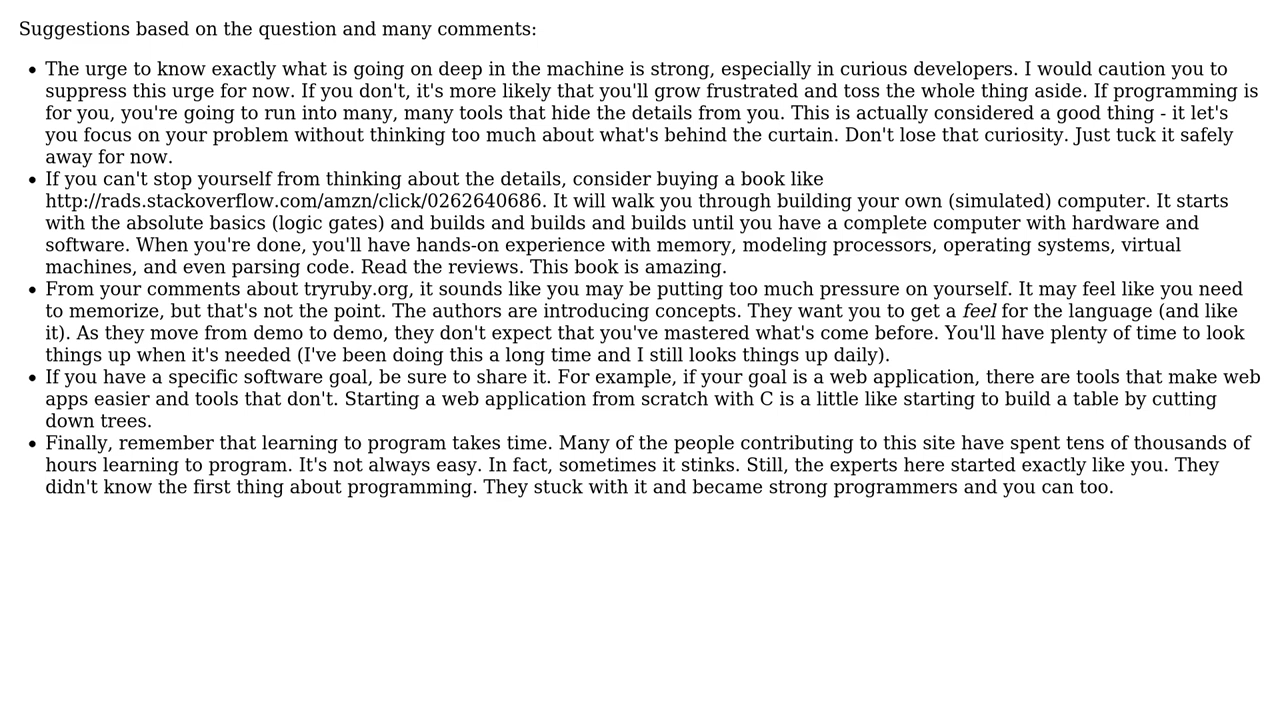 Suggestions based on the question and many comments:
• The urge to know exactly what is going on deep in the machine is strong, especially in curious developers. I would caution you to
suppress this urge for now. If you don't, it's more likely that you'll grow frustrated and toss the whole thing aside. If programming is
for you, you're going to run into many, many tools that hide the details from you. This is actually considered a good thing - it let's
you focus on your problem without thinking too much about what's behind the curtain. Don't lose that curiosity. Just tuck it safely
away for now.
• If you can't stop yourself from thinking about the details, consider buying a book like
http://rads.stackoverflow.com/amzn/click/0262640686. It will walk you through building your own (simulated) computer. It starts
with the absolute basics (logic gates) and builds and builds and builds until you have a complete computer with hardware and
software. When you're done, you'll have hands-on experience with memory, modeling processors, operating systems, virtual
machines, and even parsing code. Read the reviews. This book is amazing.
• From your comments about tryruby.org, it sounds like you may be putting too much pressure on yourself. It may feel like you need
to memorize, but that's not the point. The authors are introducing concepts. They want you to get a feel for the language (and like
it). As they move from demo to demo, they don't expect that you've mastered what's come before. You'll have plenty of time to look
things up when it's needed (I've been doing this a long time and I still looks things up daily).
• If you have a specific software goal, be sure to share it. For example, if your goal is a web application, there are tools that make web
apps easier and tools that don't. Starting a web application from scratch with C is a little like starting to build a table by cutting
down trees.
• Finally, remember that learning to program takes time. Many of the people contributing to this site have spent tens of thousands of
hours learning to program. It's not always easy. In fact, sometimes it stinks. Still, the experts here started exactly like you. They
didn't know the first thing about programming. They stuck with it and became strong programmers and you can too.